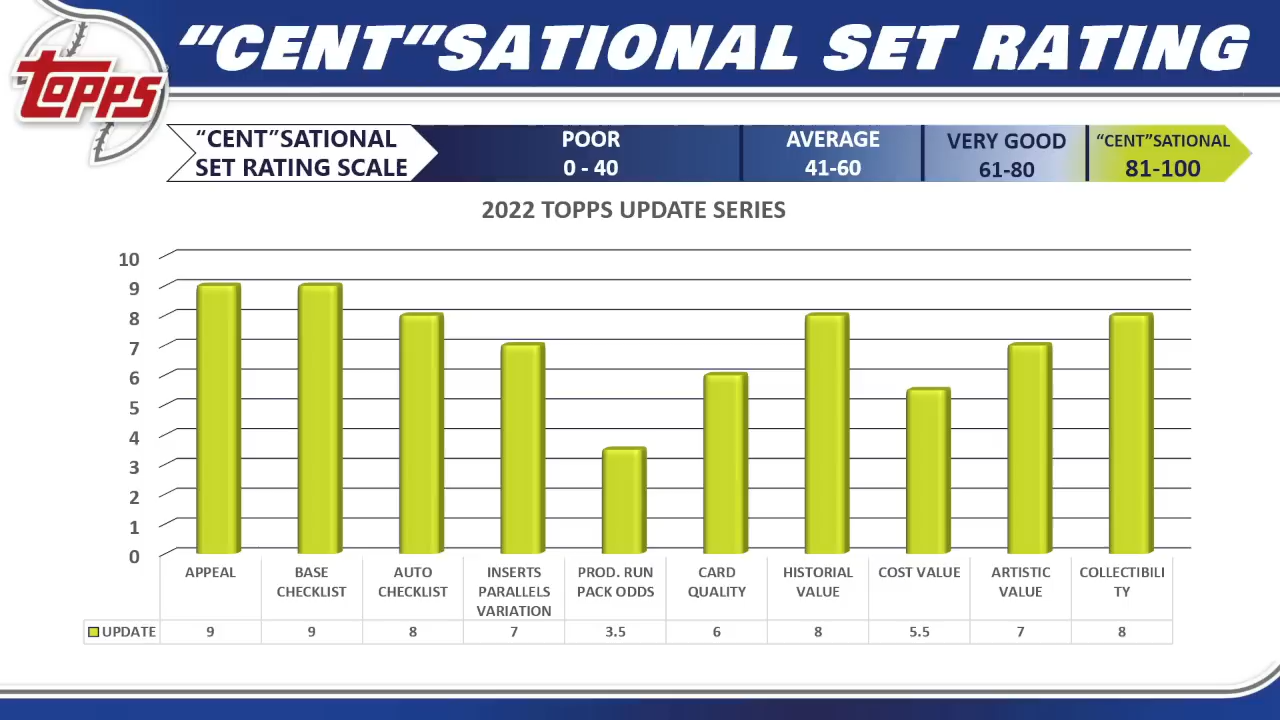 TOPPS
“CENT”SATIONAL SET RATING
“CENT”SATIONAL
SET RATING SCALE
POOR
0 - 40
AVERAGE
41-60
VERY GOOD
61-80
“CENT”SATIONAL
81-100
2022 TOPPS UPDATE SERIES
10
9
8
7
6
5
4
3
2
1
0
APPEAL
BASE
CHECKLIST
AUTO
CHECKLIST
INSERTS
PARALLELS
VARIATION
PROD. RUN
PACK ODDS
CARD
QUALITY
HISTORIAL
VALUE
COST VALUE
ARTISTIC
VALUE
COLLECTIBILI
TY
UPDATE 9 9 8 7 3.5 6 8 5.5 7 8